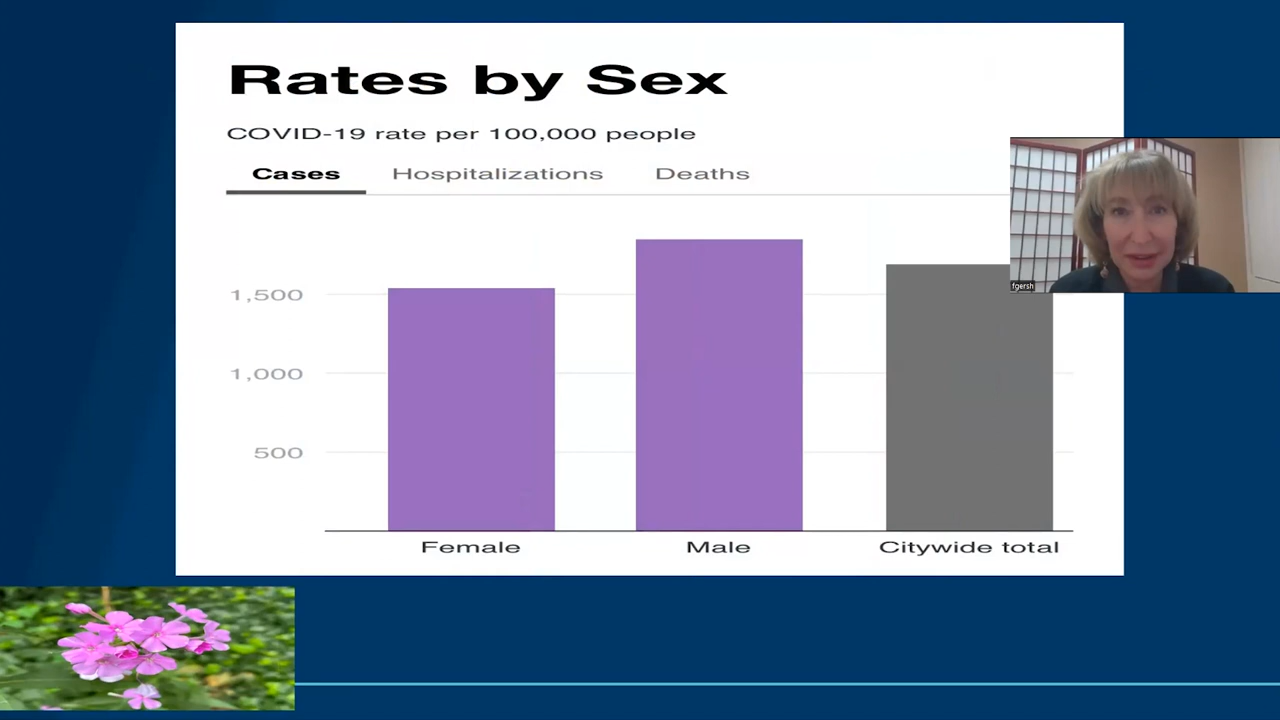 Rates by Sex
COVID-19 rate per 100,000 people
Cases Hospitalizations Deaths
1,500
1,000
500
Female Male Citywide total
fgersh